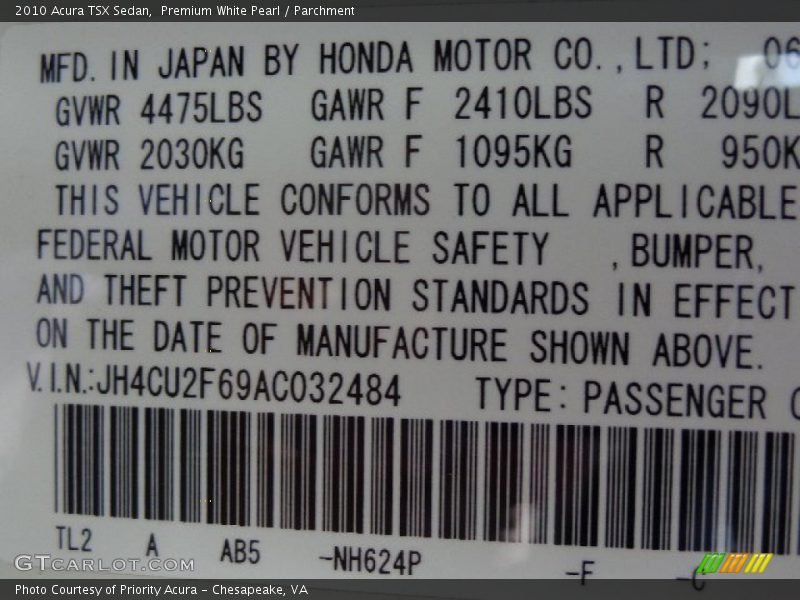 2010 Acura TSX Sedan,  Premium White Pearl / Parchment
MFD. IN JAPAN BY HONDA MOTOR CO.,LTD; 06
GVWR 4475LBS GAWR F 2410LBS R 2090L
GVWR 2030KG GAWR F 1095KG R 950K
THIS VEHICLE CONFORMS TO ALL APPLICABLE
FEDERAL MOTOR VEHICLE SAFETY ,BUMPER,
AND THEFT PREVENTION STANDARDS IN EFFECT
ON THE DATE OF MANUFACTURE SHOWN ABOVE.
V.I.N.:JH4CU2F69AC032484 TYPE: PASSENGER C
TL2 A AB5 -NH624P -F -C
GTCARLOT.COM
Photo Courtesy of Priority Acura - Chesapeake, VA